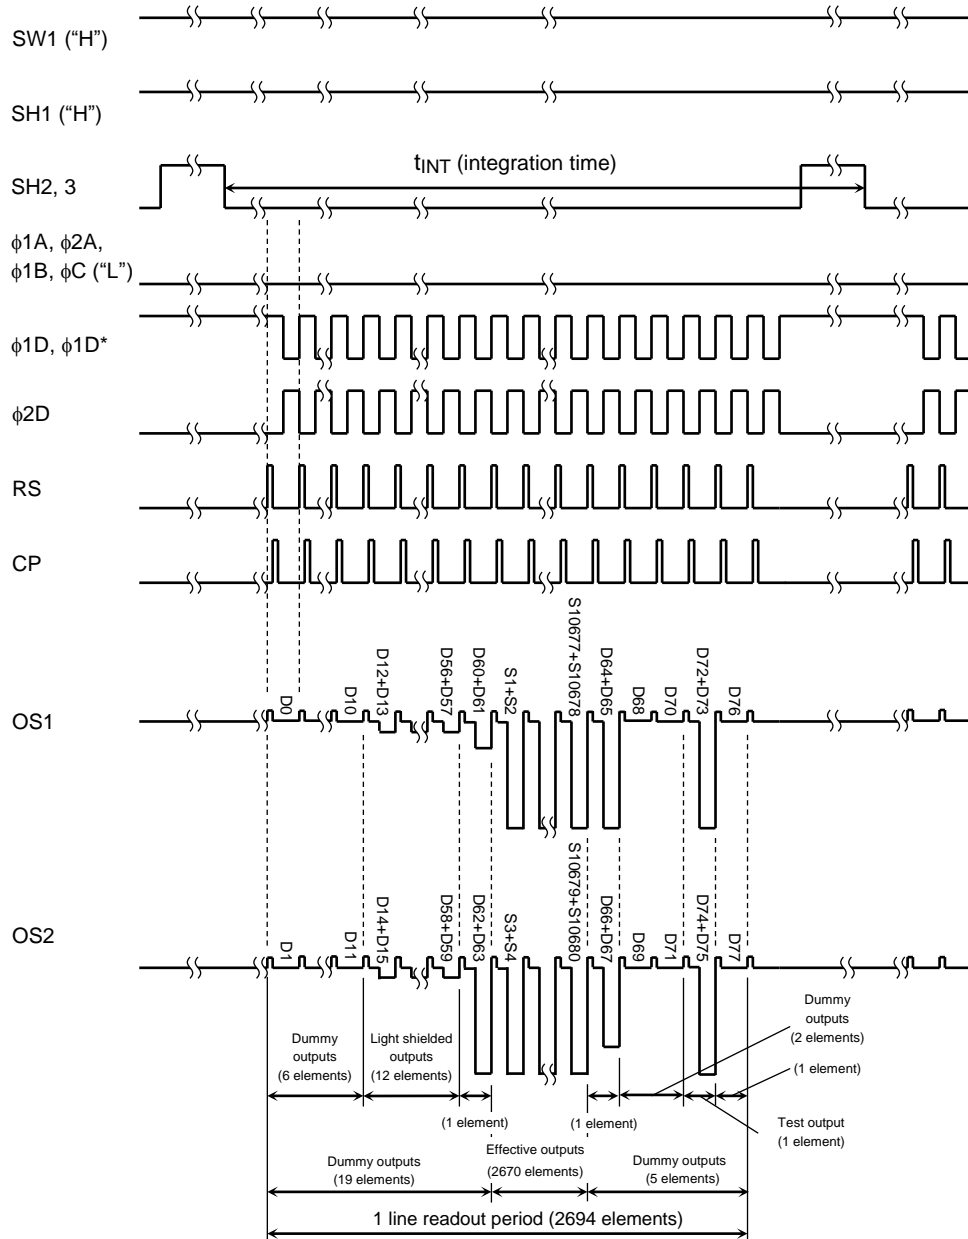 SW1 (“H”)
SH1 (“H”)
tINT (integration time)
SH2, 3
ϕ1A, ϕ2A,
ϕ1B, ϕC (“L”)
ϕ1D, ϕ1D*
ϕ2D
RS
CP
OS1
D0
D10
D12+D13
D56+D57
D60+D61
S1+S2
S10677+S10678
D64+D65
D68
D70
D72+D73
D76
OS2
D1
D11
D14+D15
D58+D59
D62+D63
S3+S4
S10679+S10680
D66+D67
D69
D71
D74+D75
D77
Dummy
outputs
(6 elements)
Light shielded
outputs
(12 elements)
(1 element)
(1 element)
Dummy
outputs
(2 elements)
(1 element)
Test output
(1 element)
Dummy outputs
(19 elements)
Effective outputs
(2670 elements)
Dummy outputs
(5 elements)
1 line readout period (2694 elements)